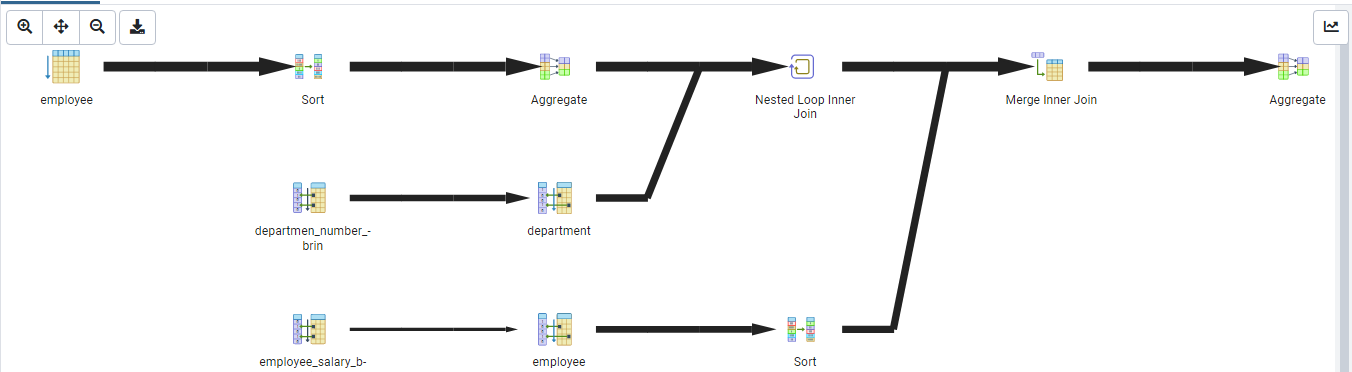 employee
Sort
Aggregate
Nested Loop Inner
Join
Merge Inner Join
Aggregate
departmen_number_-
brin
department
employee_salary_b-
employee
Sort